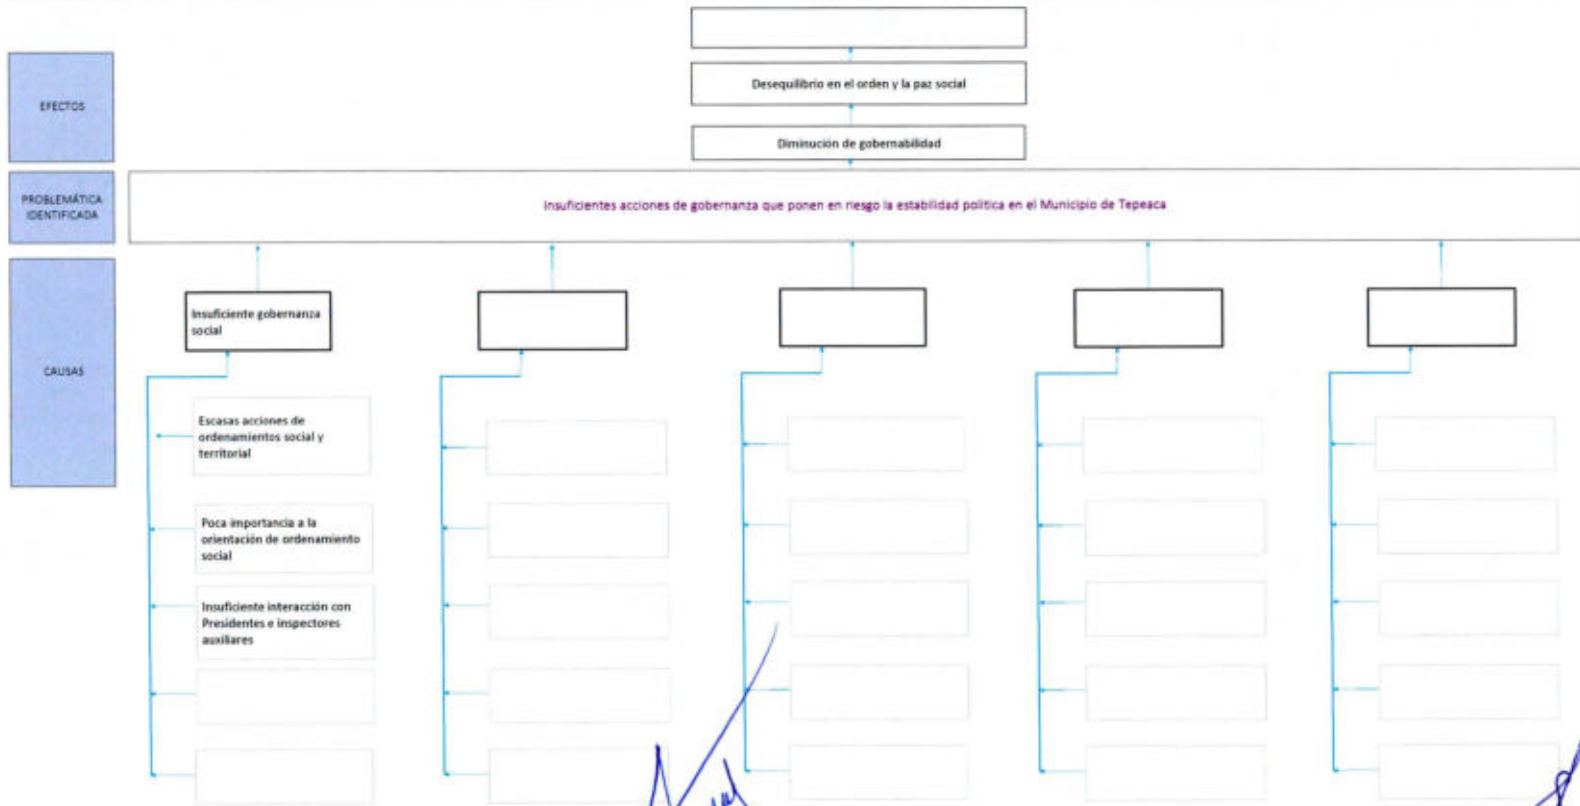 Desequilibrio en el orden y la paz social
EFECTOS
Diminución de gobernabilidad
PROBLEMÁTICA
IDENTIFICADA
Insuficientes acciones de gobernanza que ponen en riesgo la estabilidad política en el Municipio de Tepeaca
Insuficiente gobernanza
social
CAUSAS
Escasas acciones de
ordenamientos social y
territorial
Poca importancia a la
orientación de ordenamiento
social
Insuficiente interacción con
Presidentes e inspectores
auxiliares